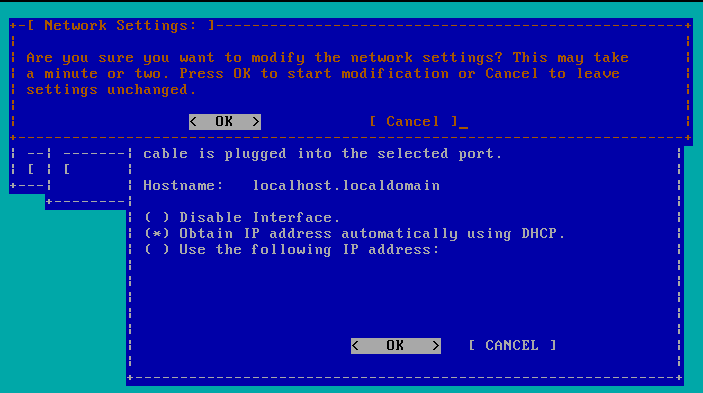 [ Network Settings: ]
Are you sure you want to modify the network settings? This may take
a minute or two. Press OK to start modification or Cancel to leave
settings unchanged.
< OK > [ Cancel ]_
cable is plugged into the selected port.
[ [
Hostname: localhost.localdomain
( ) Disable Interface.
(*) Obtain IP address automatically using DHCP.
( ) Use the following IP address:
< OK > [ CANCEL ]